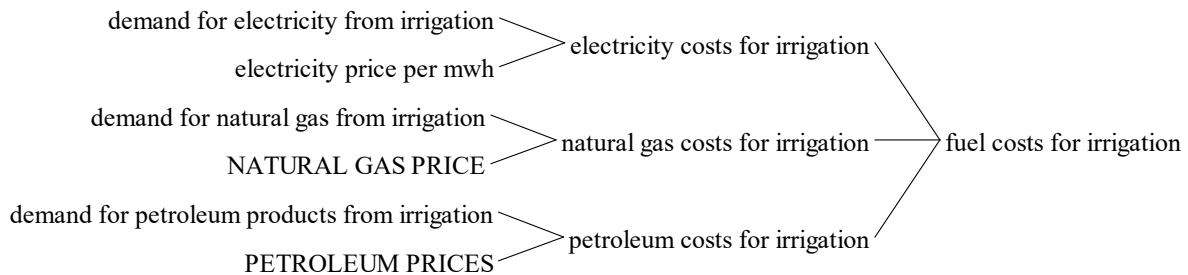 demand for electricity from irrigation
electricity costs for irrigation
electricity price per mwh
demand for natural gas from irrigation
natural gas costs for irrigation
fuel costs for irrigation
NATURAL GAS PRICE
demand for petroleum products from irrigation
petroleum costs for irrigation
PETROLEUM PRICES